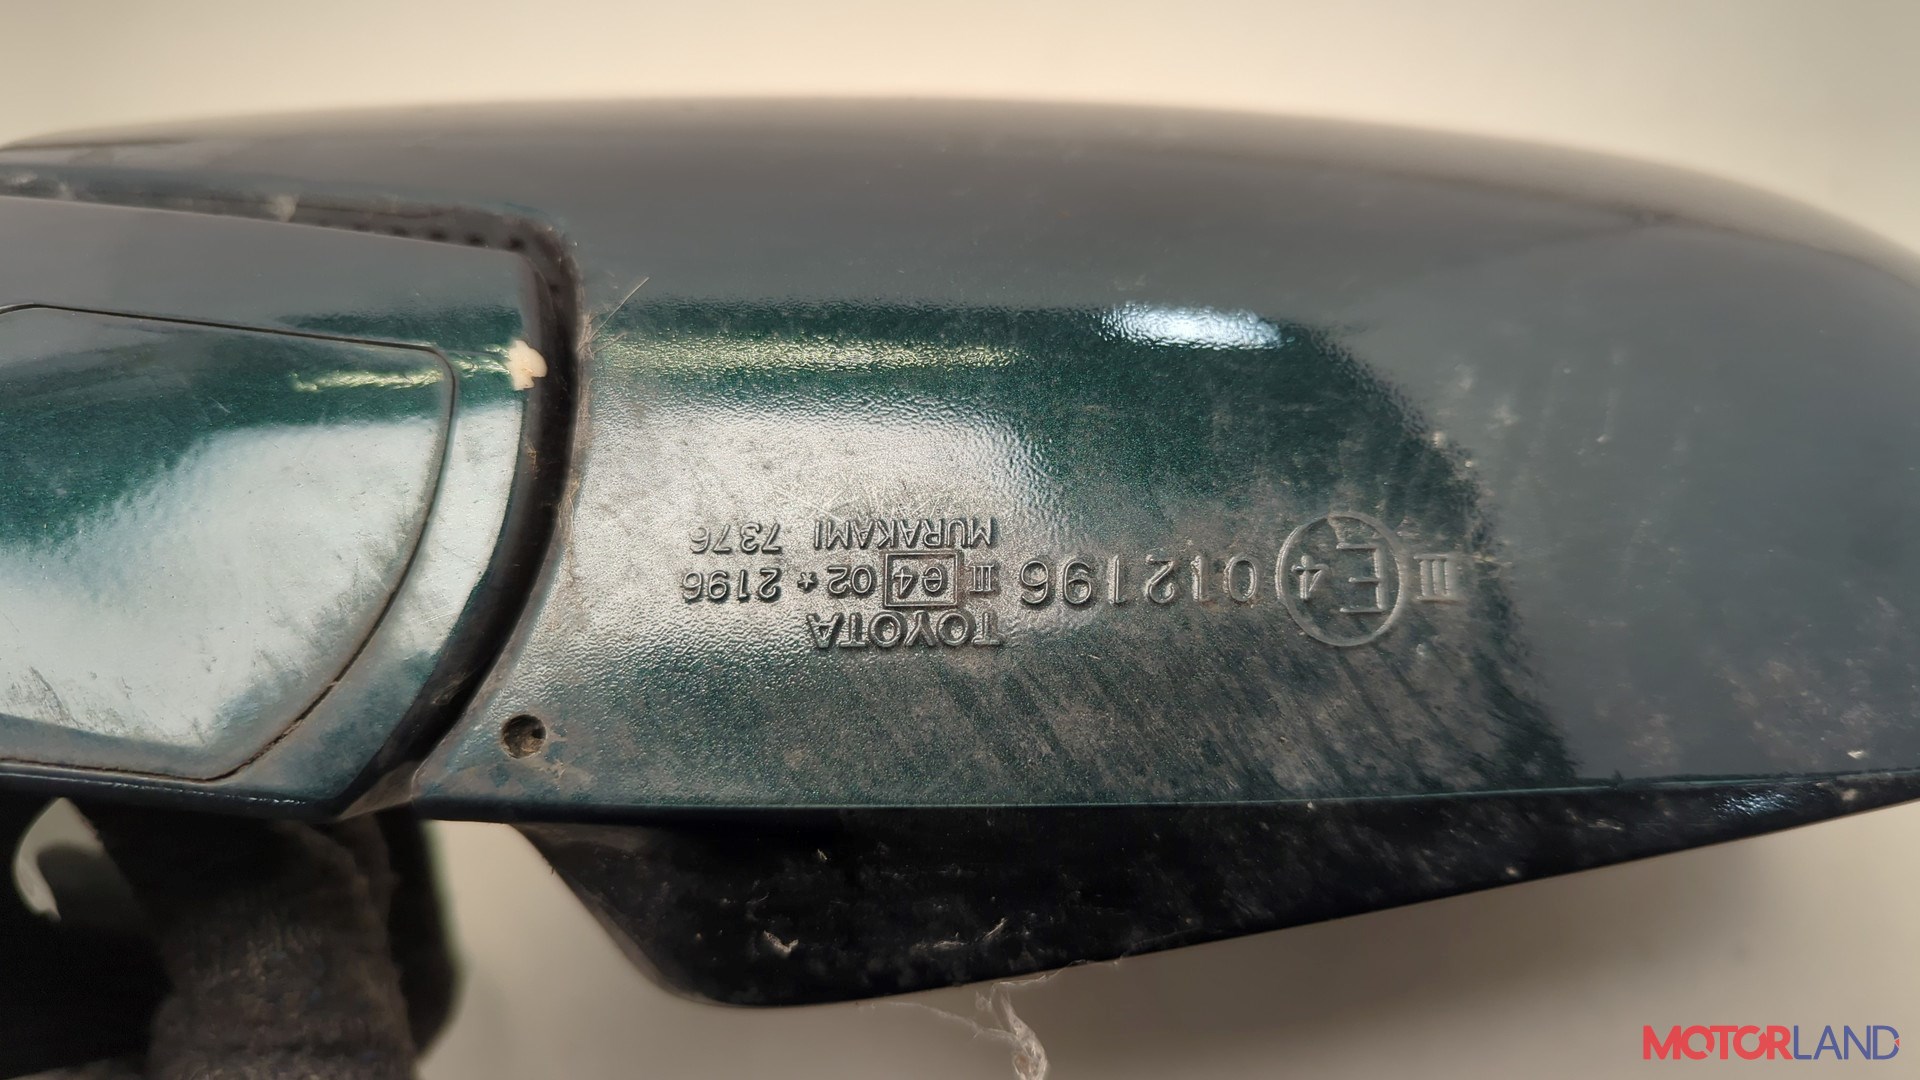 TOYOTA
II e4 02 * 2196
MURAKAMI 7376
III E4 012196
MOTORLAND